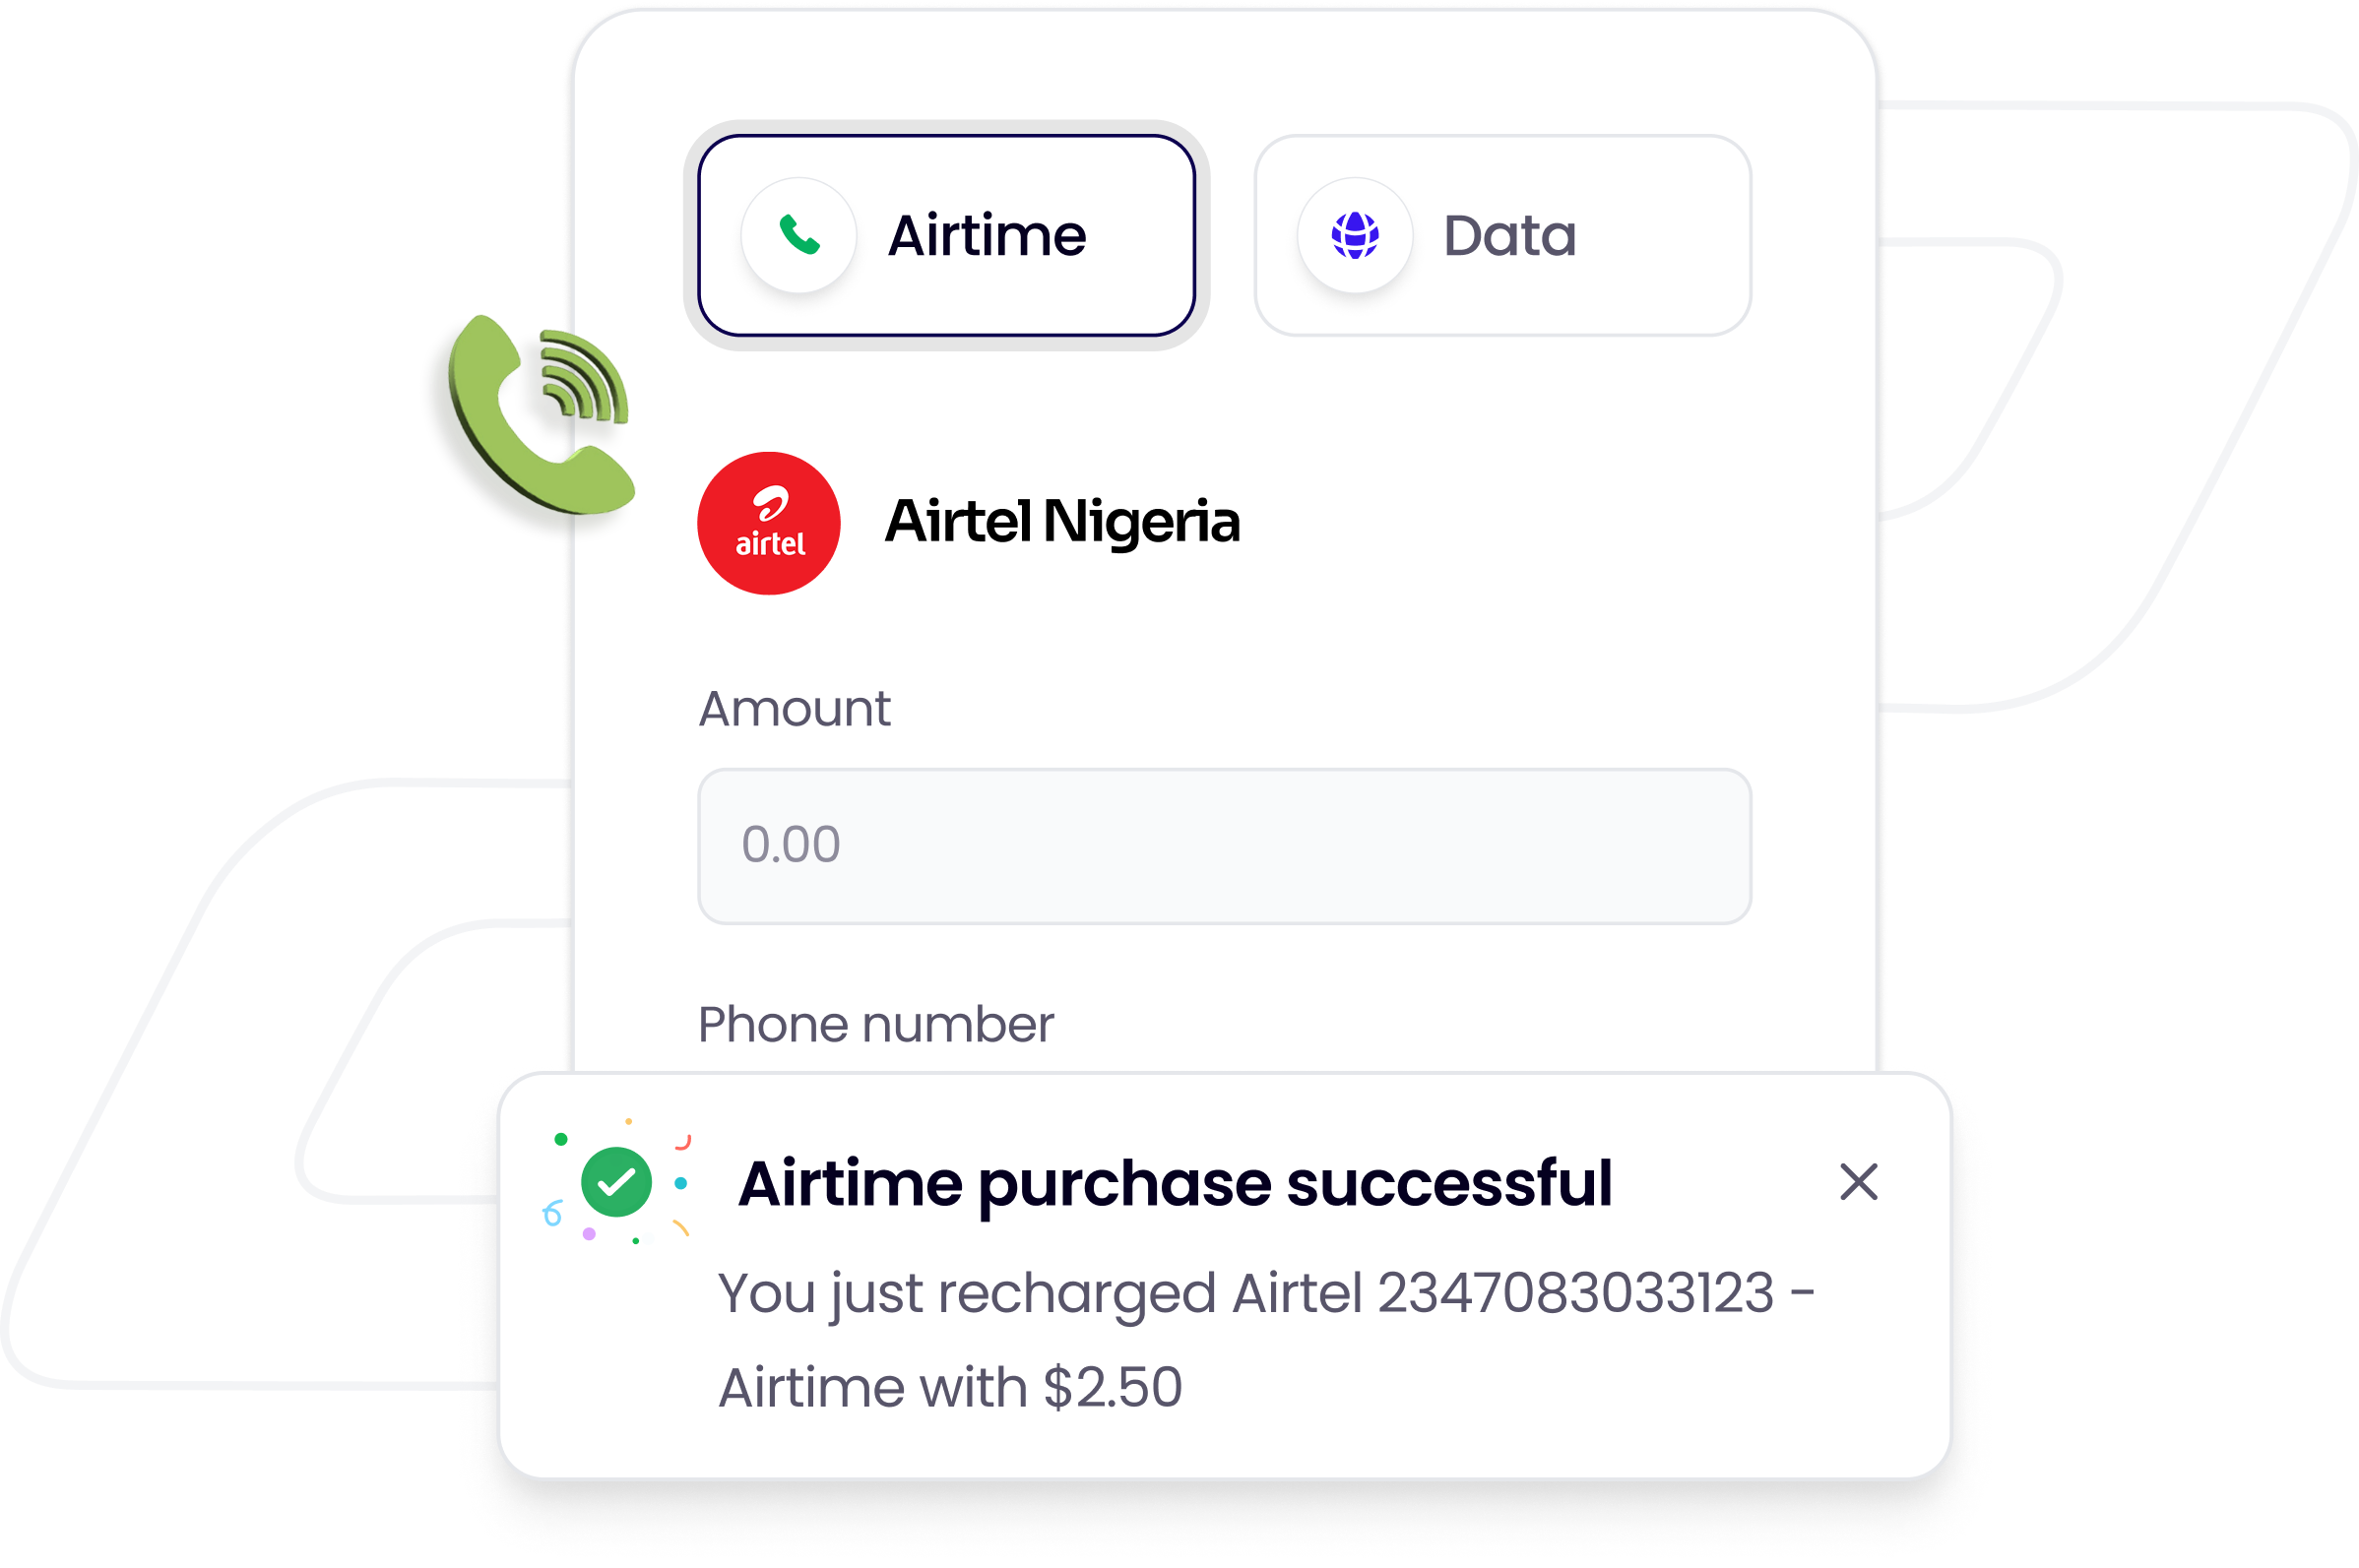 Airtime
Data
airtel
Airtel Nigeria
Amount
0.00
Phone number
Airtime purchase successful
You just recharged Airtel 2347083033123 -
Airtime with $2.50